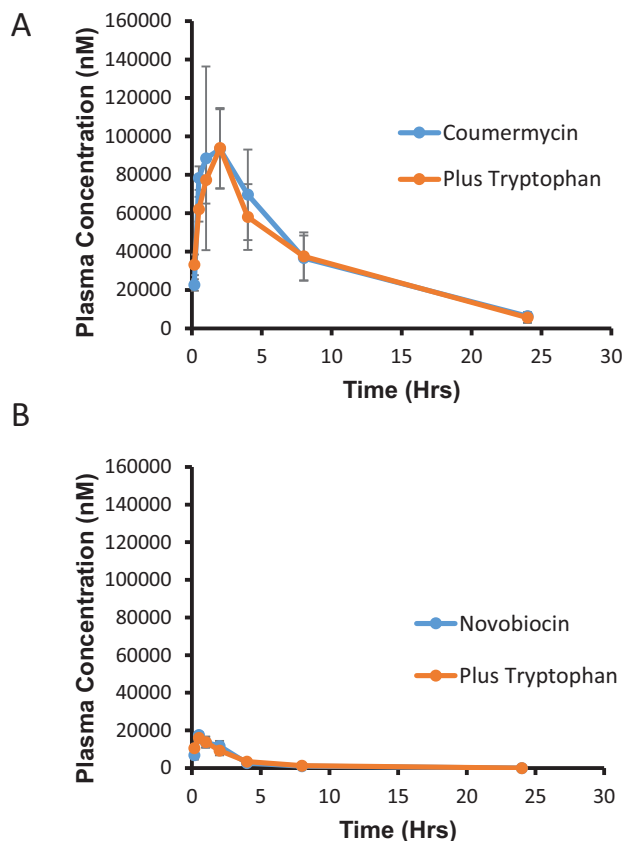 A
Plasma Concentration (nM)
160000
140000
120000
100000
80000
60000
40000
20000
0
Coumermycin
Plus Tryptophan
0 5 10 15 20 25 30
Time (Hrs)
B
Plasma Concentration (nM)
160000
140000
120000
100000
80000
60000
40000
20000
0
Novobiocin
Plus Tryptophan
0 5 10 15 20 25 30
Time (Hrs)